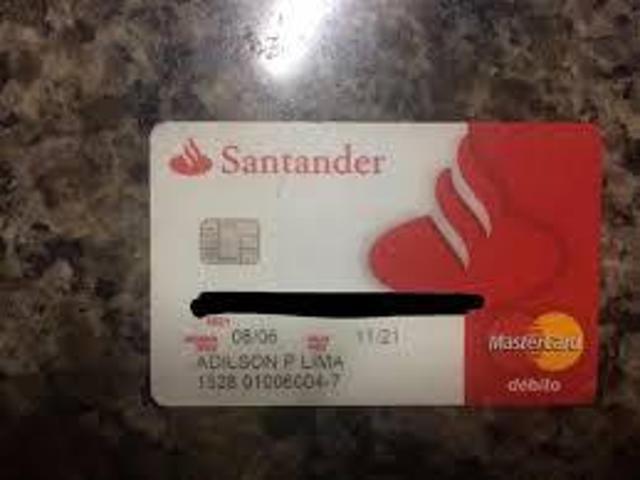 Santander
08/06 11/21
ADILSON P LIMA
1528 01006004-7
MasterCard
débito